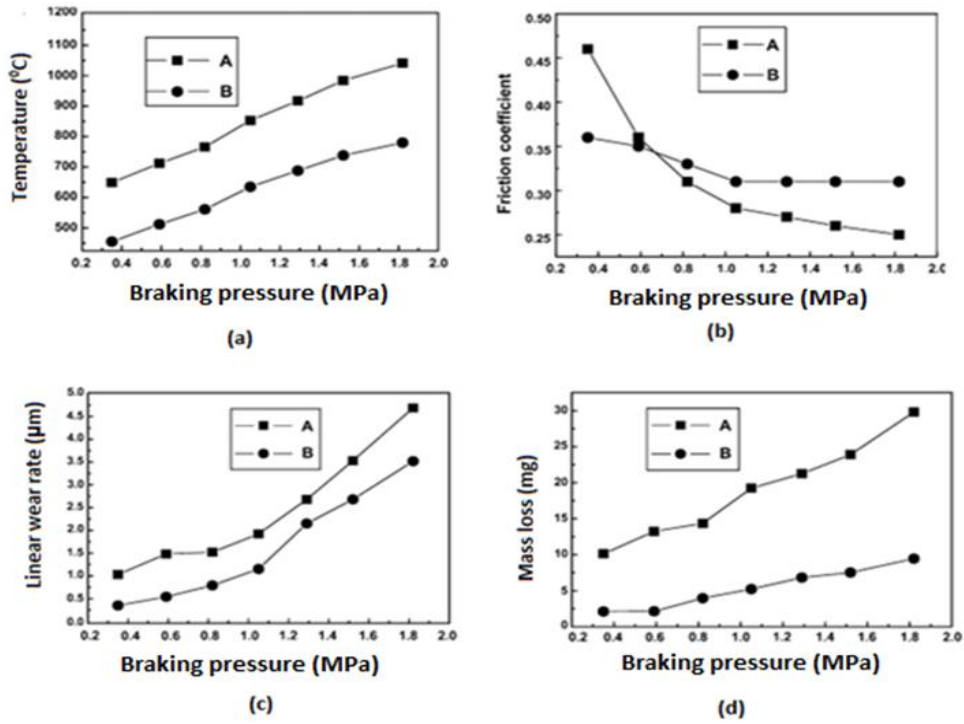 1200
1100
1000
900
800
700
600
500
Temperature (⁰C)
A
B
0.2 0.4 0.6 0.8 1.0 1.2 1.4 1.6 1.8 2.0
Braking pressure (MPa)
(a)
0.45
0.40
0.35
0.30
0.25
Friction coefficient
A
B
0.2 0.4 0.6 0.8 1.0 1.2 1.4 1.6 1.8 2.0
Braking pressure (MPa)
(b)
5.0
4.5
4.0
3.5
3.0
2.5
2.0
1.5
1.0
0.5
0.0
Linear wear rate (μm)
A
B
0.2 0.4 0.6 0.8 1.0 1.2 1.4 1.6 1.8 2.0
Braking pressure (MPa)
(c)
30
25
20
15
10
5
0
Mass loss (mg)
A
B
0.2 0.4 0.6 0.8 1.0 1.2 1.4 1.6 1.8 2.0
Braking pressure (MPa)
(d)